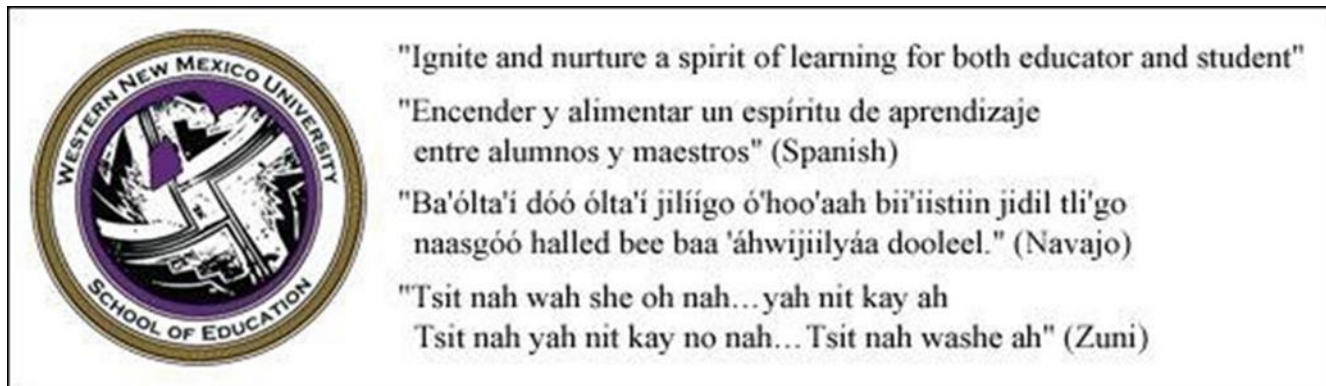 WESTERN NEW MEXICO UNIVERSITY
SCHOOL OF EDUCATION
"Ignite and nurture a spirit of learning for both educator and student"
"Encender y alimentar un espíritu de aprendizaje
entre alumnos y maestros" (Spanish)
"Ba'ólta'í dóó ólta'í jilíígo ó'hoo'aah bii'iistiin jidil tli'go
naasgóó halled bee baa 'áhwijiilyáa dooleel." (Navajo)
"Tsit nah wah she oh nah...yah nit kay ah
Tsit nah yah nit kay no nah...Tsit nah washe ah" (Zuni)